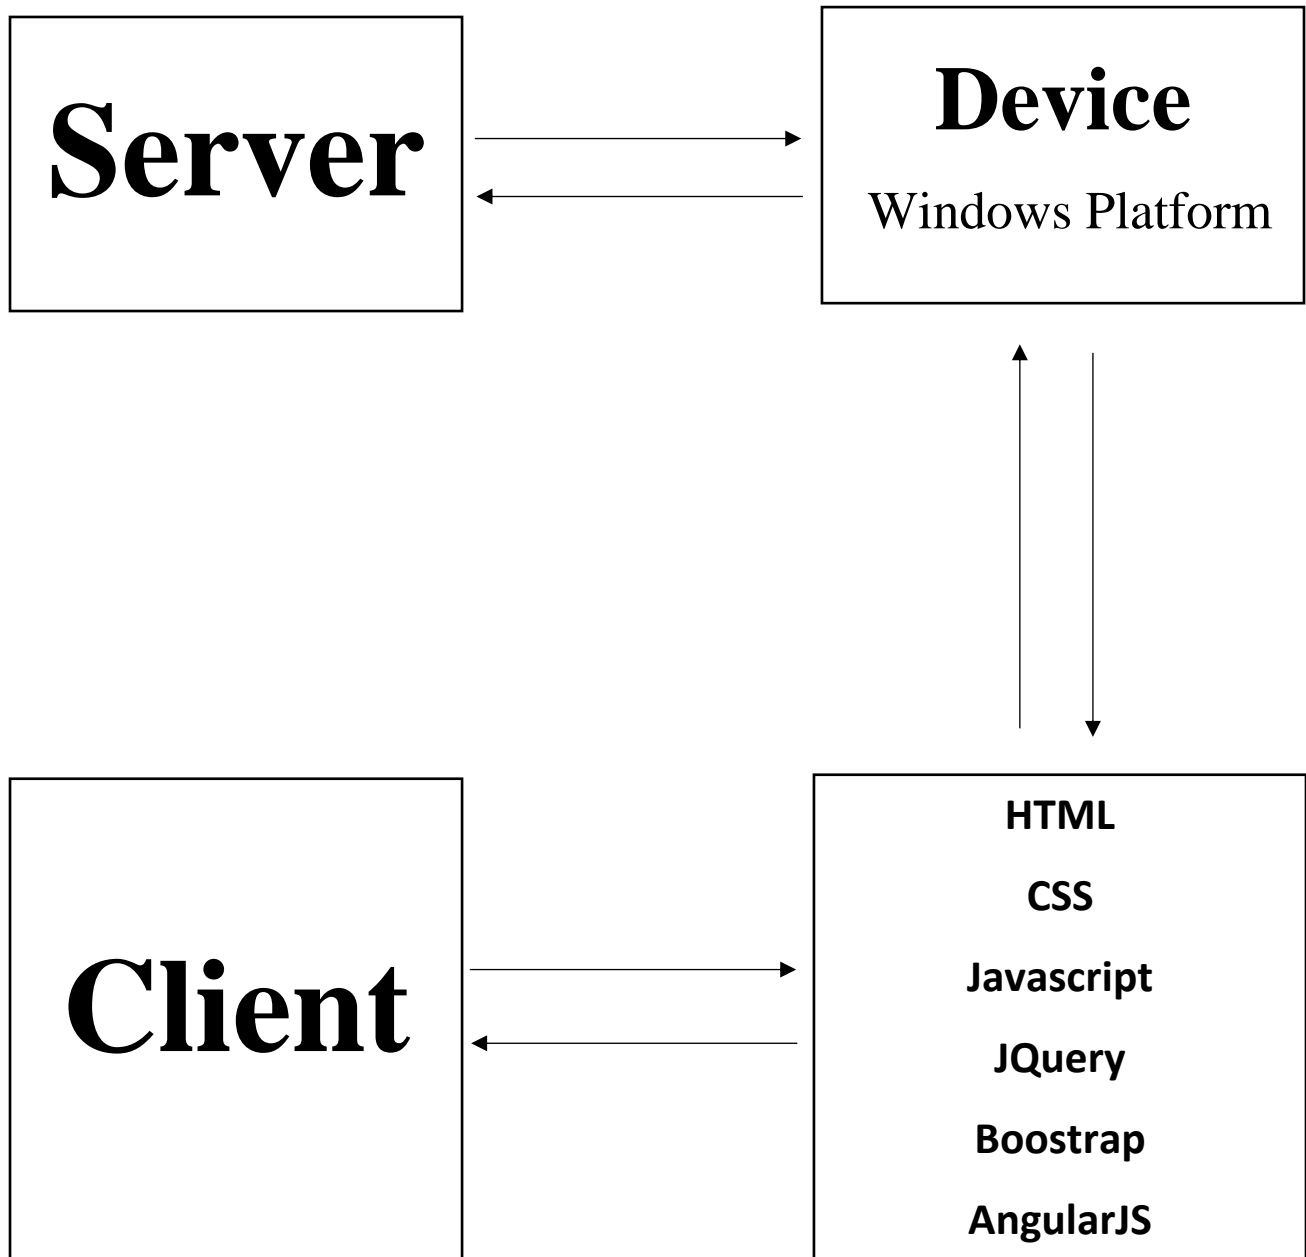 Server
Device
Windows Platform
Client
HTML
CSS
Javascript
JQuery
Boostrap
AngularJS